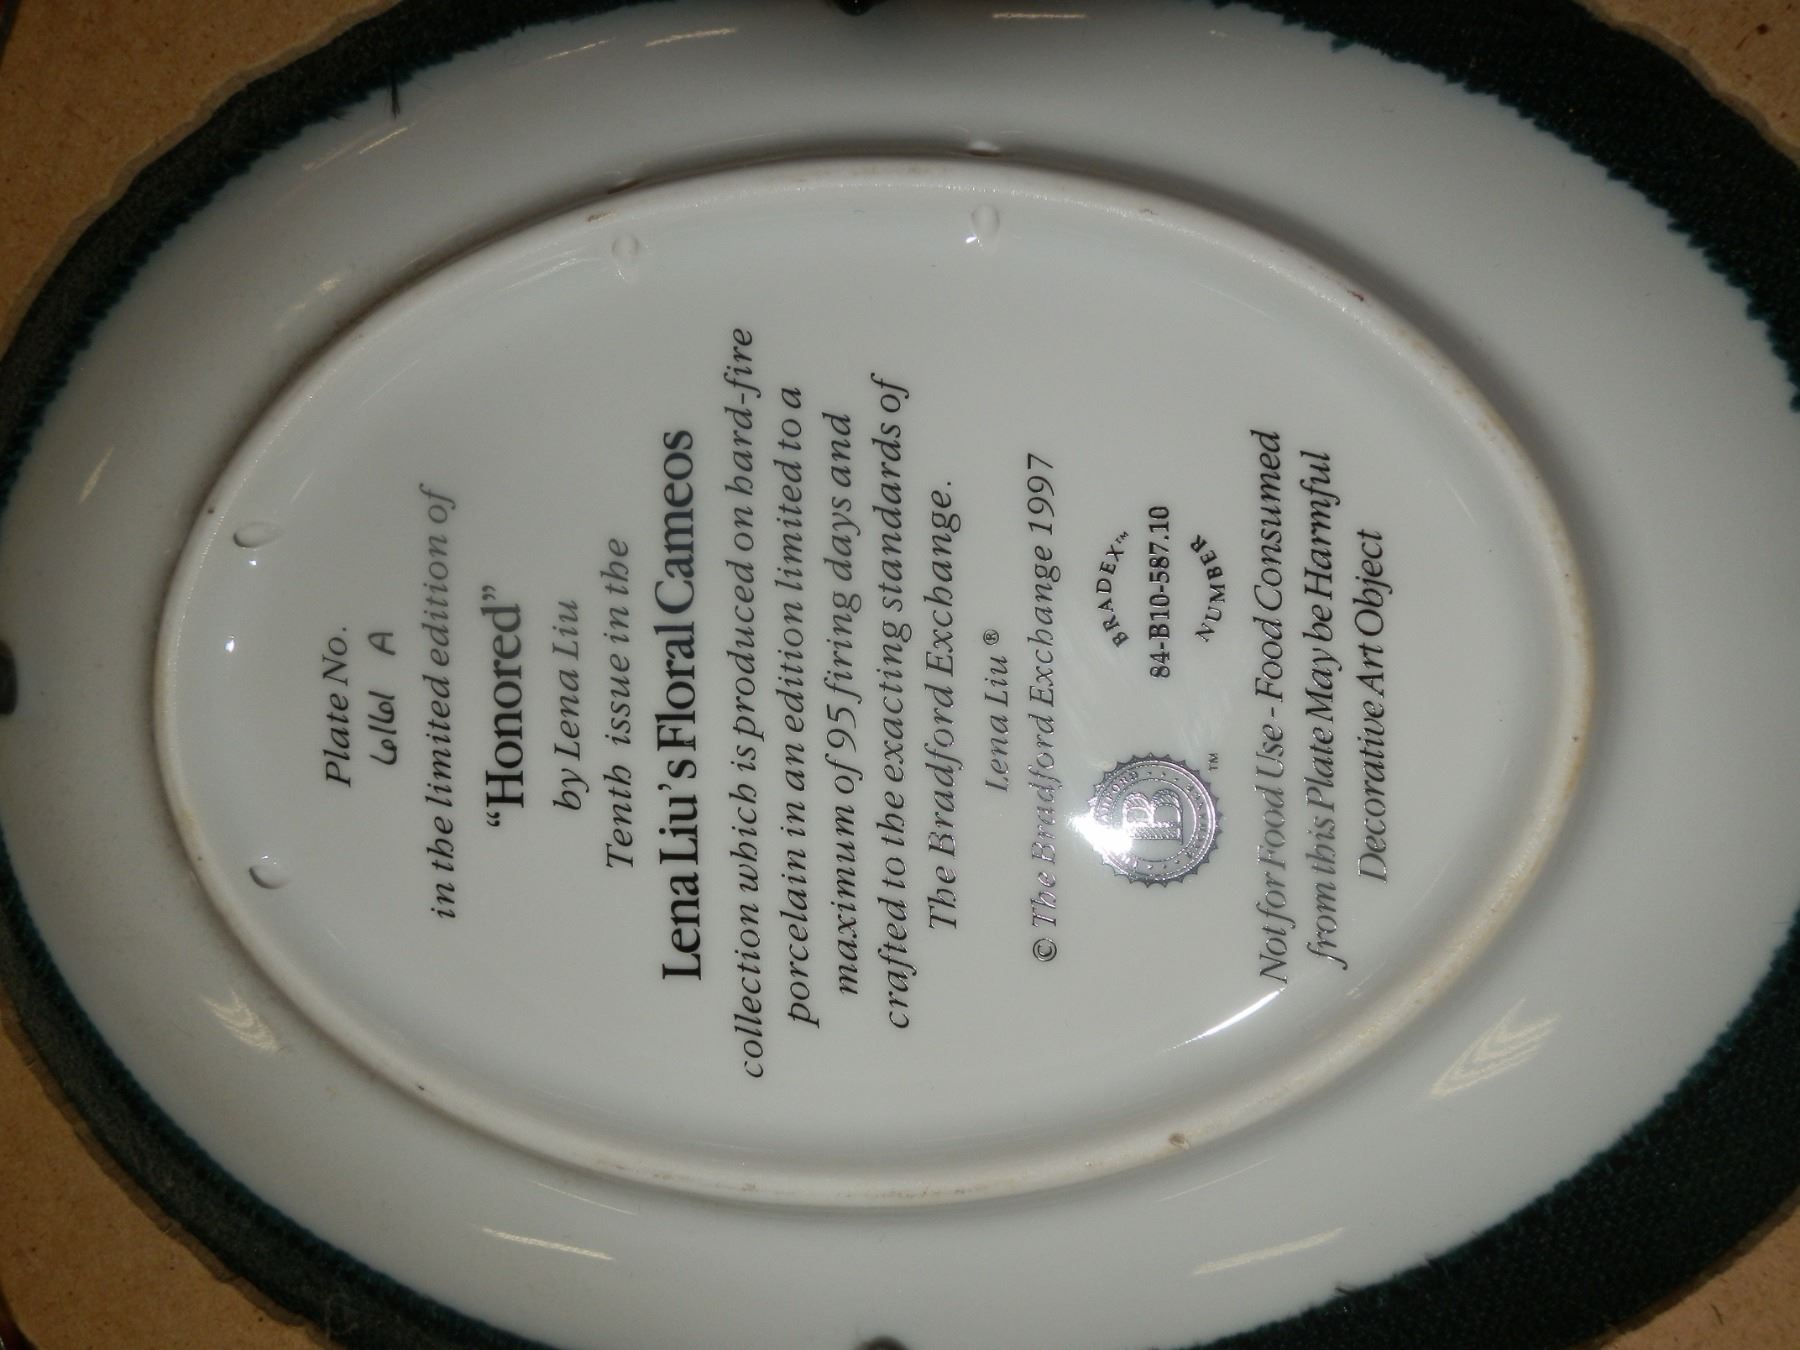 Plate No.
6161 A
in the limited edition of
“Honored”
by Lena Liu
Tenth issue in the
Lena Liu’s Floral Cameos
collection which is produced on hard-fire
porcelain in an edition limited to a
maximum of 95 firing days and
crafted to the exacting standards of
The Bradford Exchange.
Lena Liu®
© The Bradford Exchange 1997
B
TM
BRADEX™
84-B10-587.10
NUMBER
Not for Food Use - Food Consumed
from this Plate May be Harmful
Decorative Art Object